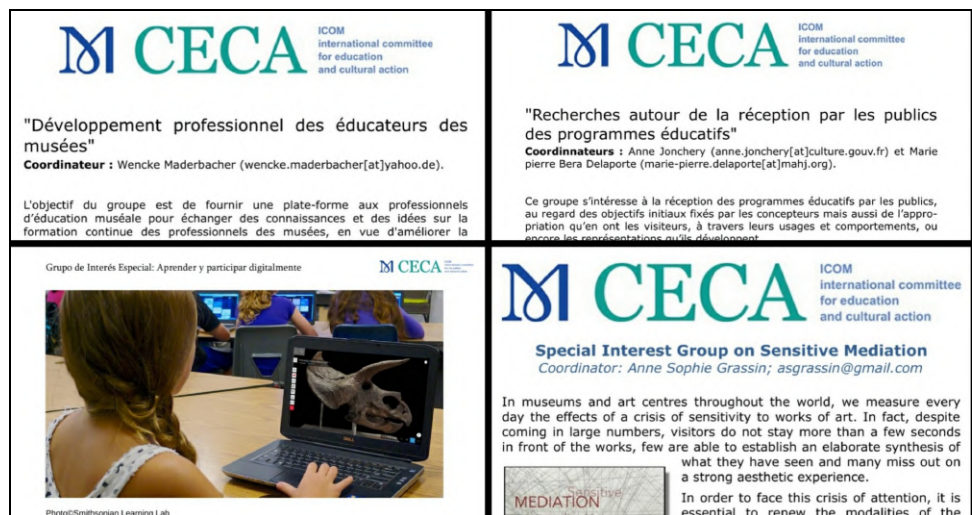 CECA
ICOM
international committee
for education
and cultural action
"Développement professionnel des éducateurs des
musées"
Coordinateur : Wencke Maderbacher (wencke.maderbacher[at]yahoo.de).
L'objectif du groupe est de fournir une plate-forme aux professionnels
d'éducation muséale pour échanger des connaissances et des idées sur la
formation continue des professionnels des musées, en vue d'améliorer la
CECA
ICOM
international committee
for education
and cultural action
"Recherches autour de la réception par les publics
des programmes éducatifs"
Coordinnateurs : Anne Jonchery (anne.jonchery[at]culture.gouv.fr) et Marie
pierre Bera Delaporte (marie-pierre.delaporte[at]mahj.org).
Ce groupe s'intéresse à la réception des programmes éducatifs par les publics,
au regard des objectifs initiaux fixés par les concepteurs mais aussi de l'appro-
priation qu'en ont les visiteurs, à travers leurs usages et comportements, ou
encore les représentations qu'ils développent.
Grupo de Interés Especial: Aprender y participar digitalmente
CECA
DELL
Photo©Smithsonian Learning Lab
CECA
ICOM
international committee
for education
and cultural action
Special Interest Group on Sensitive Mediation
Coordinator: Anne Sophie Grassin; asgrassin@gmail.com
In museums and art centres throughout the world, we measure every
day the effects of a crisis of sensitivity to works of art. In fact, despite
coming in large numbers, visitors do not stay more than a few seconds
in front of the works, few are able to establish an elaborate synthesis of
what they have seen and many miss out on
a strong aesthetic experience.
In order to face this crisis of attention, it is
essential to renew the modalities of the
Sensitive
MEDIATION